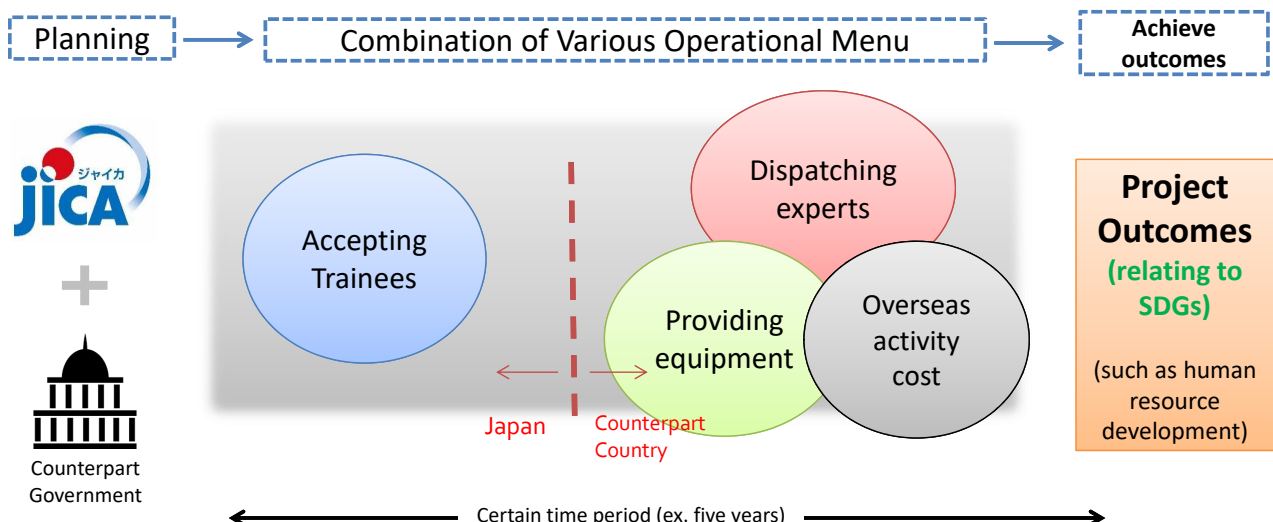 Planning
Combination of Various Operational Menu
Achieve
outcomes
ジャイカ
JICA
Counterpart
Government
Accepting
Trainees
Dispatching
experts
Providing
equipment
Overseas
activity
cost
Japan
Counterpart
Country
Project
Outcomes
(relating to
SDGs)
(such as human
resource
development)
Certain time period (ex. five years)